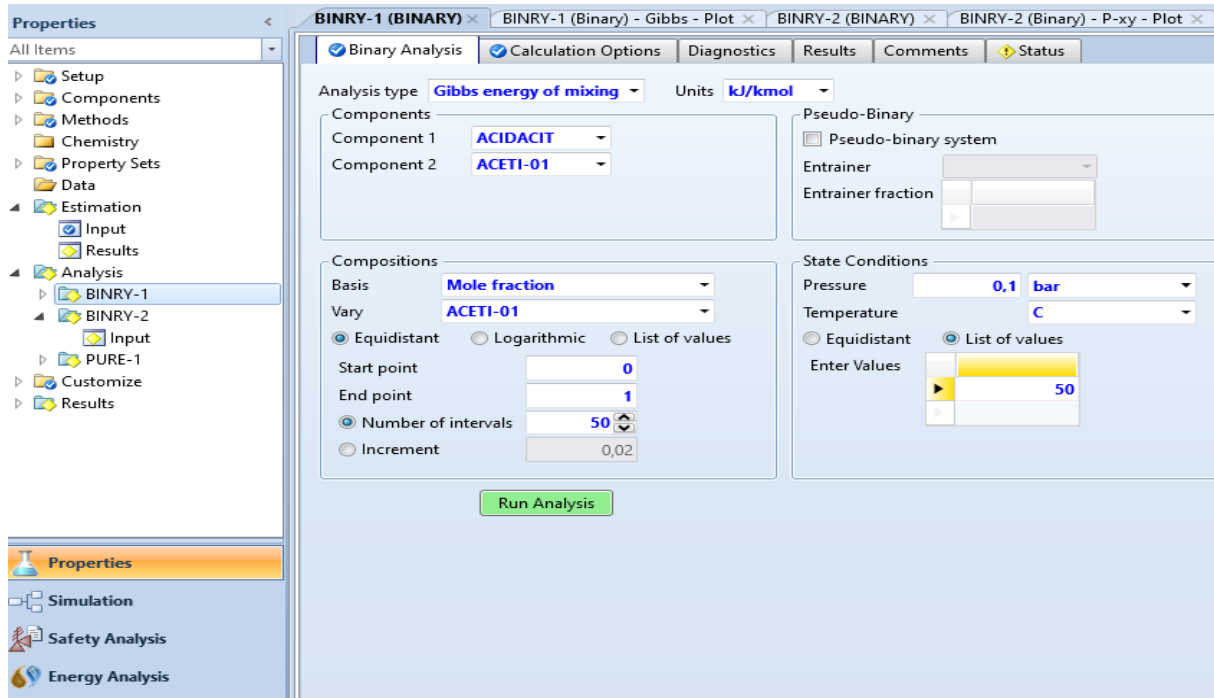 Properties <
All Items
Setup
Components
Methods
Chemistry
Property Sets
Data
Estimation
Input
Results
Analysis
BINRY-1
BINRY-2
Input
PURE-1
Customize
Results
Properties
Simulation
Safety Analysis
Energy Analysis
BINRY-1 (BINARY) × BINRY-1 (Binary) - Gibbs - Plot × BINRY-2 (BINARY) × BINRY-2 (Binary) - P-xy - Plot ×
Binary Analysis Calculation Options Diagnostics Results Comments Status
Analysis type Gibbs energy of mixing Units kJ/kmol
Components
Component 1 ACIDACIT
Component 2 ACETI-01
Pseudo-Binary
Pseudo-binary system
Entrainer
Entrainer fraction
Compositions
Basis Mole fraction
Vary ACETI-01
Equidistant Logarithmic List of values
Start point 0
End point 1
Number of intervals 50
Increment 0,02
State Conditions
Pressure 0,1 bar
Temperature C
Equidistant List of values
Enter Values
50
Run Analysis